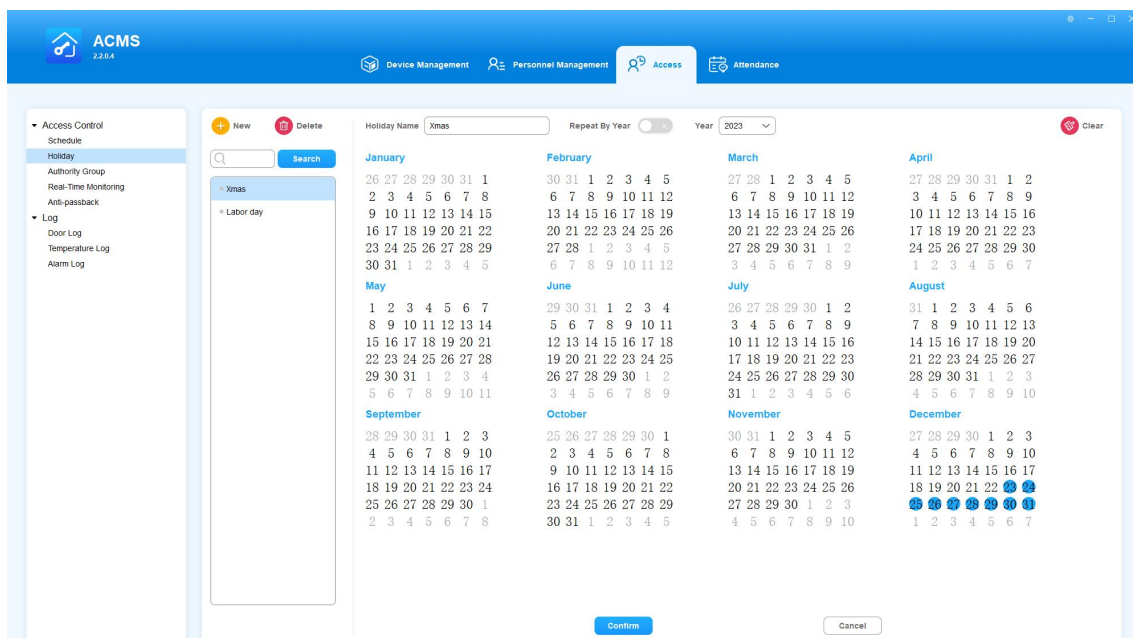 ACMS
2.2.0.4
Device Management Personnel Management Access Attendance
Access Control
Schedule
Holiday
Authority Group
Real-Time Monitoring
Anti-passback
Log
Door Log
Temperature Log
Alarm Log
New Delete
Search
Xmas
Labor day
Holiday Name Xmas Repeat By Year Year 2023 Clear
January February March April
26 27 28 29 30 31 1 30 31 1 2 3 4 5 27 28 1 2 3 4 5 27 28 29 30 31 1 2
2 3 4 5 6 7 8 6 7 8 9 10 11 12 6 7 8 9 10 11 12 3 4 5 6 7 8 9
9 10 11 12 13 14 15 13 14 15 16 17 18 19 13 14 15 16 17 18 19 10 11 12 13 14 15 16
16 17 18 19 20 21 22 20 21 22 23 24 25 26 20 21 22 23 24 25 26 17 18 19 20 21 22 23
23 24 25 26 27 28 29 27 28 1 2 3 4 5 27 28 29 30 31 1 2 24 25 26 27 28 29 30
30 31 1 2 3 4 5 6 7 8 9 10 11 12 3 4 5 6 7 8 9 1 2 3 4 5 6 7
May June July August
1 2 3 4 5 6 7 29 30 31 1 2 3 4 26 27 28 29 30 1 2 31 1 2 3 4 5 6
8 9 10 11 12 13 14 5 6 7 8 9 10 11 3 4 5 6 7 8 9 7 8 9 10 11 12 13
15 16 17 18 19 20 21 12 13 14 15 16 17 18 10 11 12 13 14 15 16 14 15 16 17 18 19 20
22 23 24 25 26 27 28 19 20 21 22 23 24 25 17 18 19 20 21 22 23 21 22 23 24 25 26 27
29 30 31 1 2 3 4 26 27 28 29 30 1 2 24 25 26 27 28 29 30 28 29 30 31 1 2 3
5 6 7 8 9 10 11 3 4 5 6 7 8 9 31 1 2 3 4 5 6 4 5 6 7 8 9 10
September October November December
28 29 30 31 1 2 3 25 26 27 28 29 30 1 30 31 1 2 3 4 5 27 28 29 30 1 2 3
4 5 6 7 8 9 10 2 3 4 5 6 7 8 6 7 8 9 10 11 12 4 5 6 7 8 9 10
11 12 13 14 15 16 17 9 10 11 12 13 14 15 13 14 15 16 17 18 19 11 12 13 14 15 16 17
18 19 20 21 22 23 24 16 17 18 19 20 21 22 20 21 22 23 24 25 26 18 19 20 21 22 23 24
25 26 27 28 29 30 1 23 24 25 26 27 28 29 27 28 29 30 1 2 3 25 26 27 28 29 30 31
2 3 4 5 6 7 8 30 31 1 2 3 4 5 4 5 6 7 8 9 10 1 2 3 4 5 6 7
Confirm Cancel